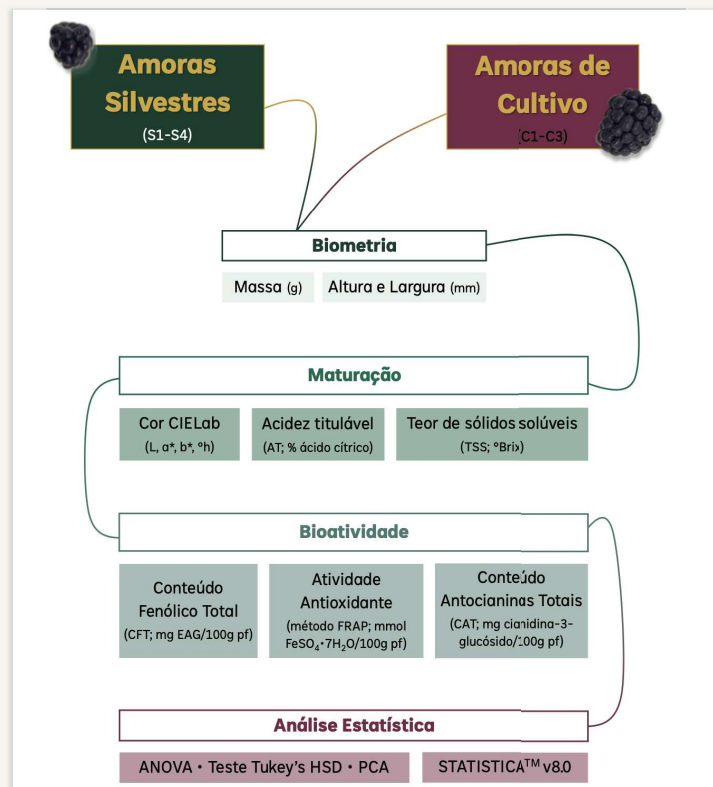 Amoras
Silvestres
(S1-S4)
Amoras de
Cultivo
(C1-C3)
Biometria
Massa (g)
Altura e Largura (mm)
Maturação
Cor CIELab
(L, a*, b*, °h)
Acidez titulável
(AT; % ácido cítrico)
Teor de sólidos solúveis
(TSS; °Brix)
Bioatividade
Conteúdo
Fenólico Total
(CFT; mg EAG/100g pf)
Atividade
Antioxidante
(método FRAP; mmol
FeSO₄·7H₂O/100g pf)
Conteúdo
Antocianinas Totais
(CAT; mg cianidina-3-
glucósido/100g pf)
Análise Estatística
ANOVA • Teste Tukey's HSD • PCA
STATISTICA™ v8.0